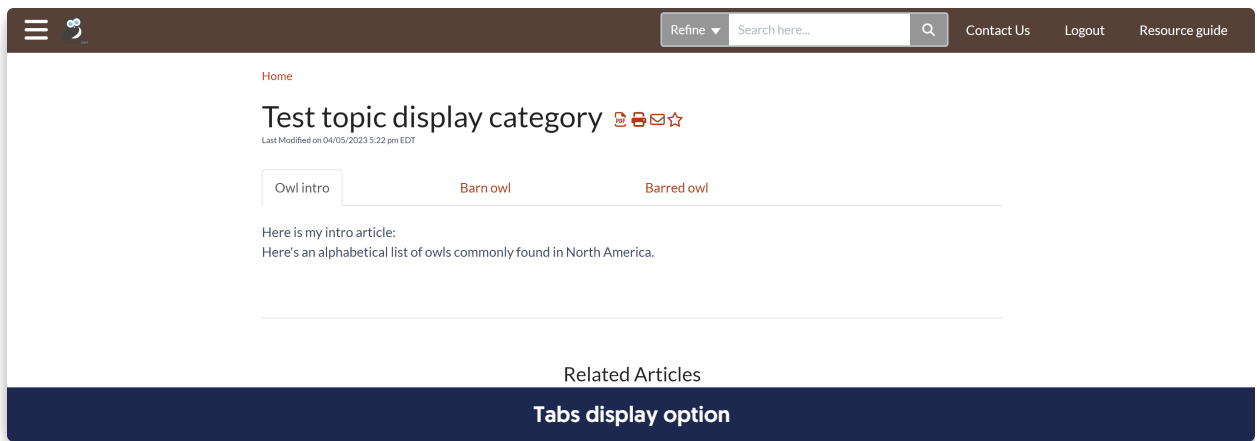 Refine Search here... Contact Us Logout Resource guide
Home
Test topic display category PDF
Last Modified on 04/05/2023 5:22 pm EDT
Owl intro Barn owl Barred owl
Here is my intro article:
Here's an alphabetical list of owls commonly found in North America.
Related Articles
Tabs display option